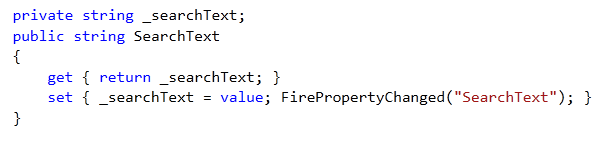 private string _searchText;
public string SearchText
{
    get { return _searchText; }
    set { _searchText = value; FirePropertyChanged("SearchText"); }
}